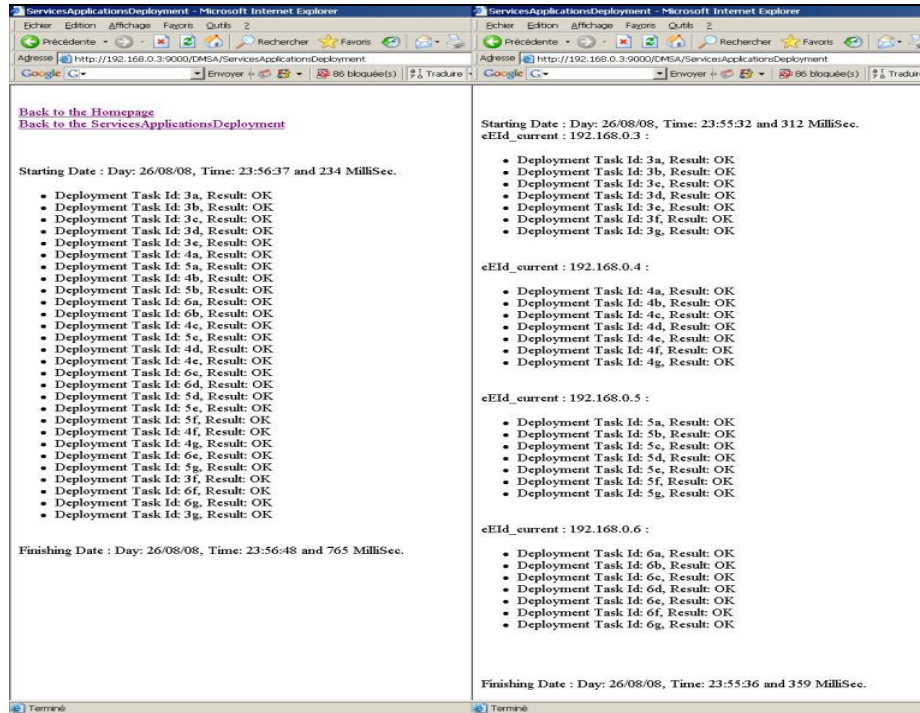 ServicesApplicationsDeployment - Microsoft Internet Explorer
Fichier Edition Affichage Favoris Outils ?
Précédente Rechercher Favoris
Adresse http://192.168.0.3:9000/DMSA/ServicesApplicationsDeployment
Google G Envoyer 86 bloquée(s) Traduire
Back to the Homepage
Back to the ServicesApplicationsDeployment
Starting Date : Day: 26/08/08, Time: 23:56:37 and 234 MilliSec.
• Deployment Task Id: 3a, Result: OK
• Deployment Task Id: 3b, Result: OK
• Deployment Task Id: 3c, Result: OK
• Deployment Task Id: 3d, Result: OK
• Deployment Task Id: 3e, Result: OK
• Deployment Task Id: 4a, Result: OK
• Deployment Task Id: 5a, Result: OK
• Deployment Task Id: 4b, Result: OK
• Deployment Task Id: 5b, Result: OK
• Deployment Task Id: 6a, Result: OK
• Deployment Task Id: 6b, Result: OK
• Deployment Task Id: 4c, Result: OK
• Deployment Task Id: 5c, Result: OK
• Deployment Task Id: 4d, Result: OK
• Deployment Task Id: 4e, Result: OK
• Deployment Task Id: 6c, Result: OK
• Deployment Task Id: 6d, Result: OK
• Deployment Task Id: 5d, Result: OK
• Deployment Task Id: 5e, Result: OK
• Deployment Task Id: 5f, Result: OK
• Deployment Task Id: 4f, Result: OK
• Deployment Task Id: 4g, Result: OK
• Deployment Task Id: 6e, Result: OK
• Deployment Task Id: 5g, Result: OK
• Deployment Task Id: 3f, Result: OK
• Deployment Task Id: 6f, Result: OK
• Deployment Task Id: 6g, Result: OK
• Deployment Task Id: 3g, Result: OK
Finishing Date : Day: 26/08/08, Time: 23:56:48 and 765 MilliSec.
Terminé
ServicesApplicationsDeployment - Microsoft Internet Explorer
Fichier Edition Affichage Favoris Outils ?
Précédente Rechercher Favoris
Adresse http://192.168.0.3:9000/DMSA/ServicesApplicationsDeployment
Google G Envoyer 86 bloquée(s) Traduire
Starting Date : Day: 26/08/08, Time: 23:55:32 and 312 MilliSec.
eEId_current : 192.168.0.3 :
• Deployment Task Id: 3a, Result: OK
• Deployment Task Id: 3b, Result: OK
• Deployment Task Id: 3c, Result: OK
• Deployment Task Id: 3d, Result: OK
• Deployment Task Id: 3e, Result: OK
• Deployment Task Id: 3f, Result: OK
• Deployment Task Id: 3g, Result: OK
eEId_current : 192.168.0.4 :
• Deployment Task Id: 4a, Result: OK
• Deployment Task Id: 4b, Result: OK
• Deployment Task Id: 4c, Result: OK
• Deployment Task Id: 4d, Result: OK
• Deployment Task Id: 4e, Result: OK
• Deployment Task Id: 4f, Result: OK
• Deployment Task Id: 4g, Result: OK
eEId_current : 192.168.0.5 :
• Deployment Task Id: 5a, Result: OK
• Deployment Task Id: 5b, Result: OK
• Deployment Task Id: 5c, Result: OK
• Deployment Task Id: 5d, Result: OK
• Deployment Task Id: 5e, Result: OK
• Deployment Task Id: 5f, Result: OK
• Deployment Task Id: 5g, Result: OK
eEId_current : 192.168.0.6 :
• Deployment Task Id: 6a, Result: OK
• Deployment Task Id: 6b, Result: OK
• Deployment Task Id: 6c, Result: OK
• Deployment Task Id: 6d, Result: OK
• Deployment Task Id: 6e, Result: OK
• Deployment Task Id: 6f, Result: OK
• Deployment Task Id: 6g, Result: OK
Finishing Date : Day: 26/08/08, Time: 23:55:36 and 359 MilliSec.
Terminé